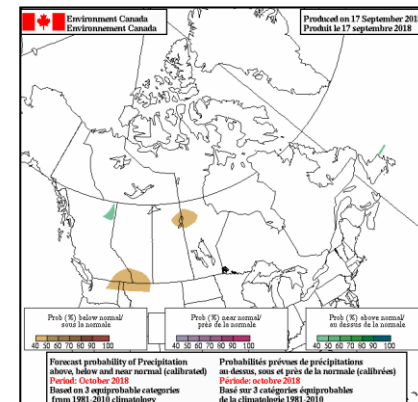 Environment Canada
Environnement Canada
Produced on 17 September 201
Produit le 17 septembre 2018
Prob (%) below normal/
sous la normale
40 50 60 70 80 90 100
Prob (%) near normal/
près de la normale
40 50 60 70 80 90 100
Prob (%) above normal/
au dessus de la normale
40 50 60 70 80 90 100
Forecast probability of Precipitation
above, below and near normal (calibrated)
Period: October 2018
Based on 3 equiprobable categories
from 1981-2010 climatology
Probabilités prévues de précipitations
au-dessus, sous et près de la normale (calibrées)
Période: octobre 2018
Basé sur 3 catégories équiprobables
de la climatologie 1981-2010